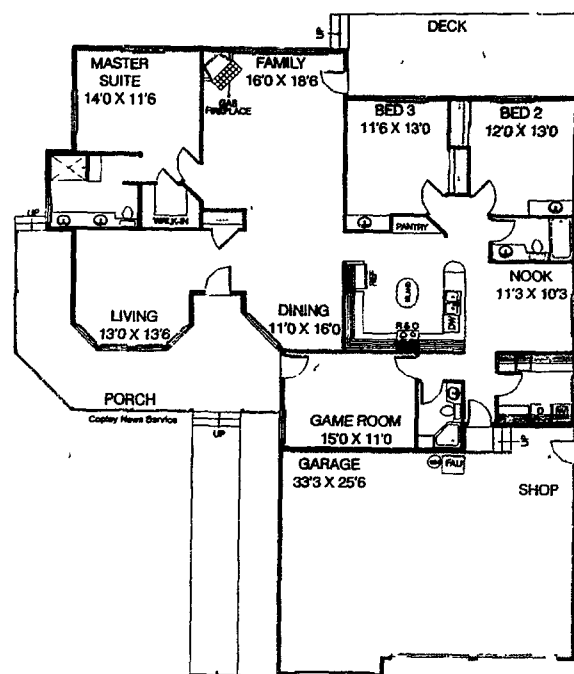 UP
DECK
MASTER
SUITE
14'0 X 11'6
FAMILY
16'0 X 18'6
GAS
FIREPLACE
BED 3
11'6 X 13'0
BED 2
12'0 X 13'0
WALK-IN
UP
PANTRY
REF
ISLAND
NOOK
11'3 X 10'3
LIVING
13'0 X 13'6
DINING
11'0 X 16'0
R & O
DW
PORCH
Copley News Service
UP
GAME ROOM
15'0 X 11'0
UP
GARAGE
33'3 X 25'6
FAU
SHOP